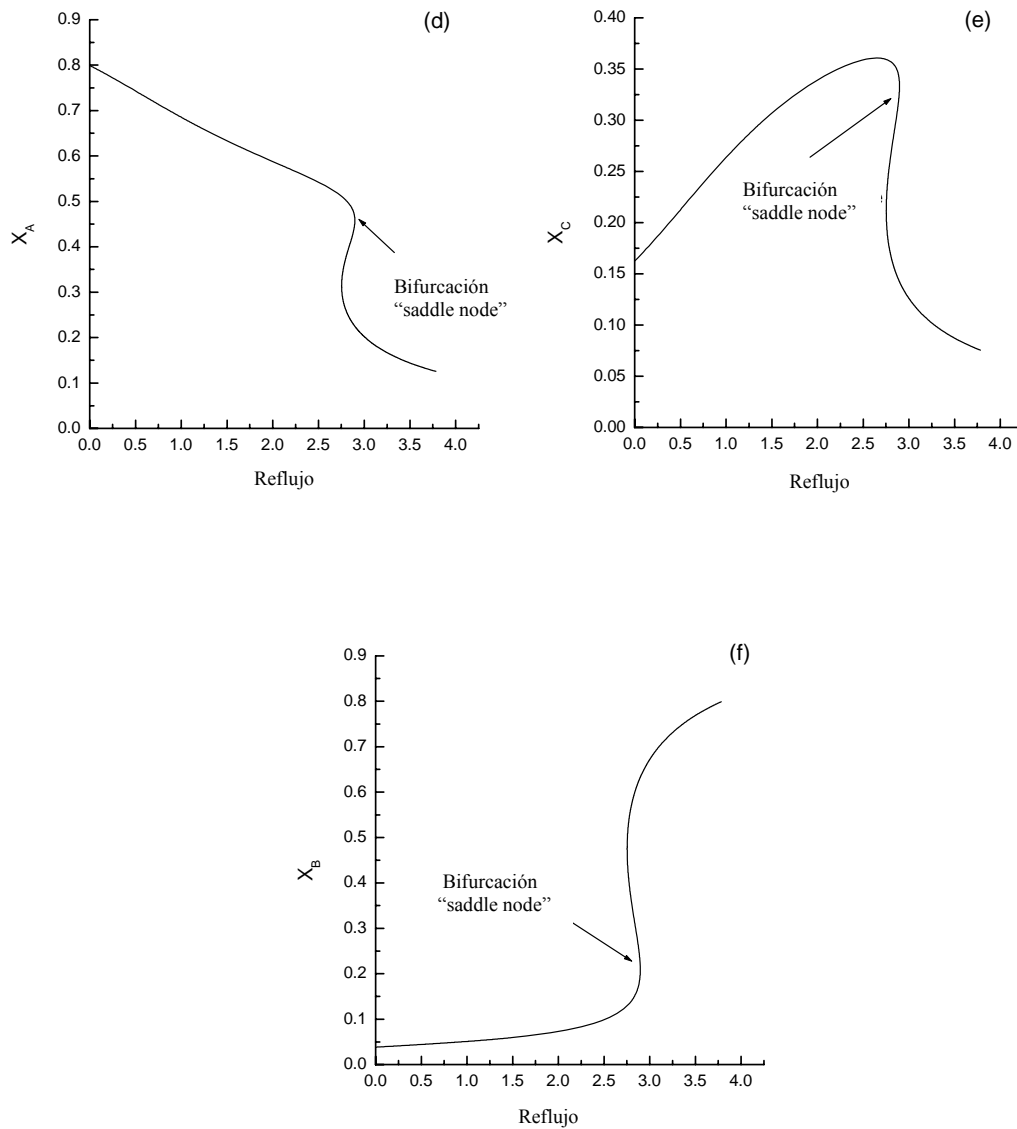 (d)
0.9
0.8
0.7
0.6
0.5
0.4
0.3
0.2
0.1
0.0
X_A
Bifurcación
“saddle node”
0.0 0.5 1.0 1.5 2.0 2.5 3.0 3.5 4.0
Reflujo
(e)
0.40
0.35
0.30
0.25
0.20
0.15
0.10
0.05
0.00
X_C
Bifurcación
“saddle node”
0.0 0.5 1.0 1.5 2.0 2.5 3.0 3.5 4.0
Reflujo
(f)
0.9
0.8
0.7
0.6
0.5
0.4
0.3
0.2
0.1
0.0
X_B
Bifurcación
“saddle node”
0.0 0.5 1.0 1.5 2.0 2.5 3.0 3.5 4.0
Reflujo